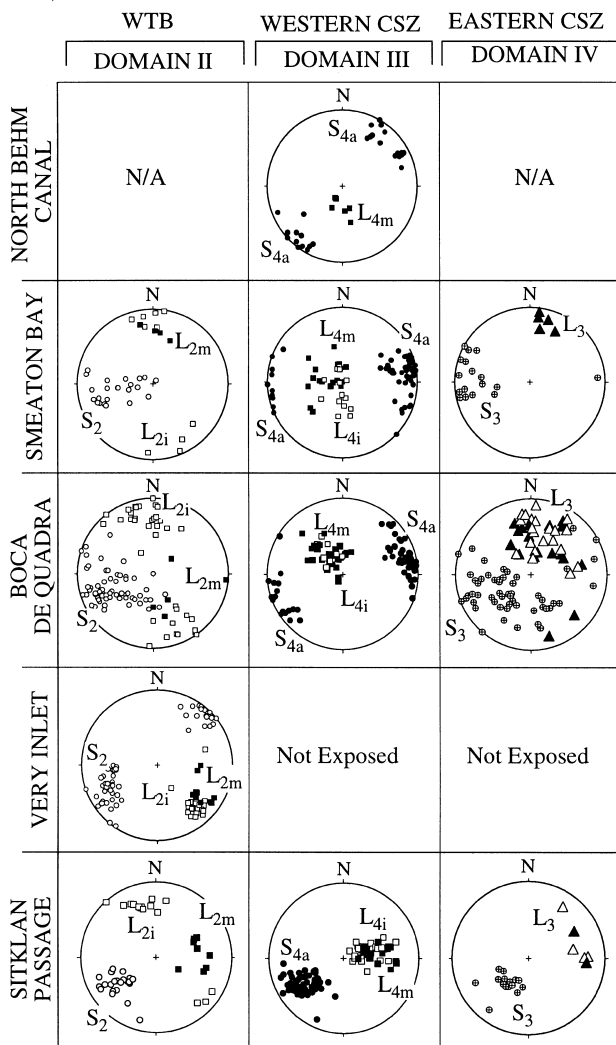 WTB WESTERN CSZ EASTERN CSZ
DOMAIN II DOMAIN III DOMAIN IV
NORTH BEHM
CANAL
N/A
N
S4a
L4m
S4a
N/A
SMEATON BAY
N
L2m
S2
L2i
N
L4m
S4a
S4a
L4i
N
L3
S3
BOCA
DE QUADRA
N
L2i
L2m
S2
N
L4m
S4a
L4i
S4a
N
L3
S3
VERY INLET
N
S2
L2m
L2i
Not Exposed
Not Exposed
SITKLAN
PASSAGE
N
L2i
L2m
S2
N
L4i
S4a
L4m
N
L3
S3